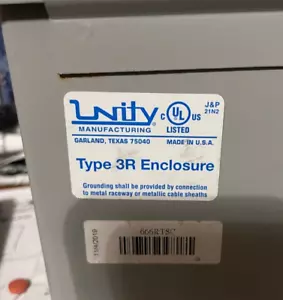 Unity
MANUFACTURING
GARLAND, TEXAS 75040
C UL US
LISTED
J&P
21N2
MADE IN U.S.A.
Type 3R Enclosure
Grounding shall be provided by connection
to metal raceway or metallic cable sheaths